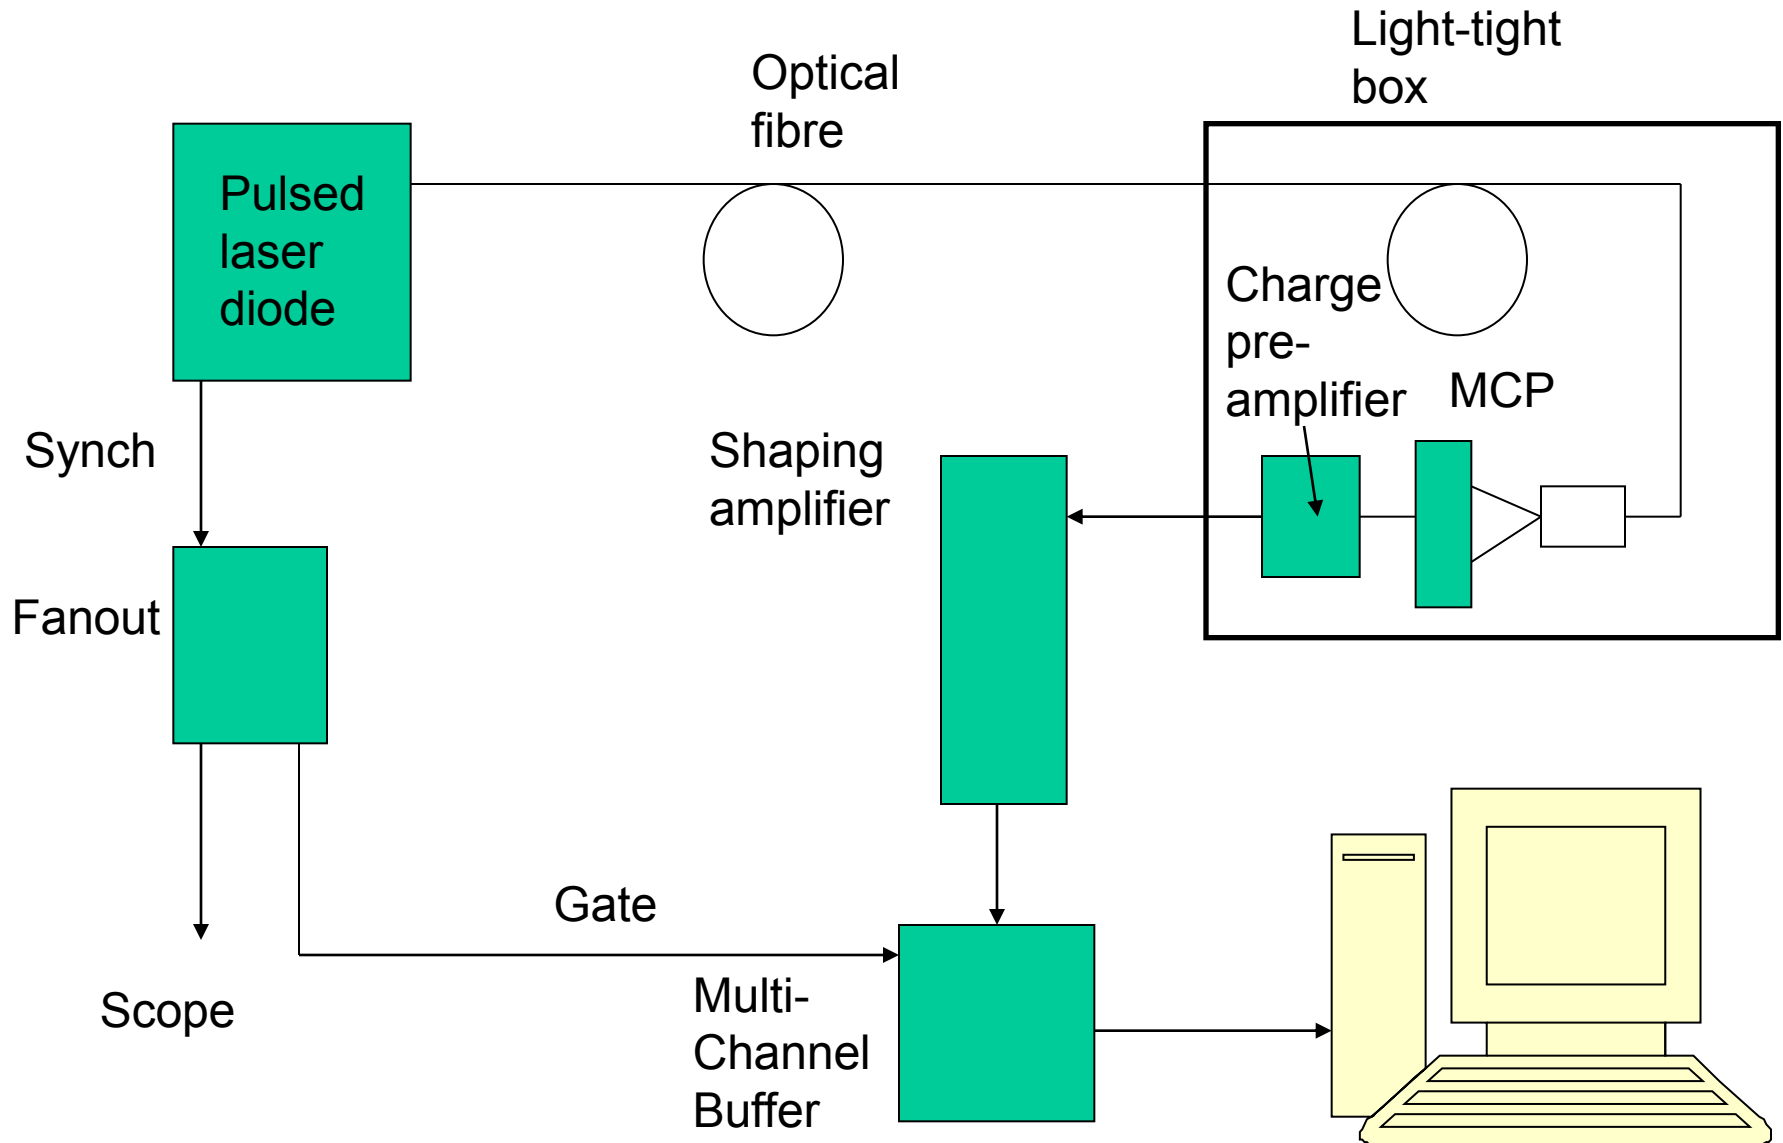 Light-tight
box
Optical
fibre
Pulsed
laser
diode
Charge
pre-
amplifier
MCP
Synch
Shaping
amplifier
Fanout
Gate
Scope
Multi-
Channel
Buffer